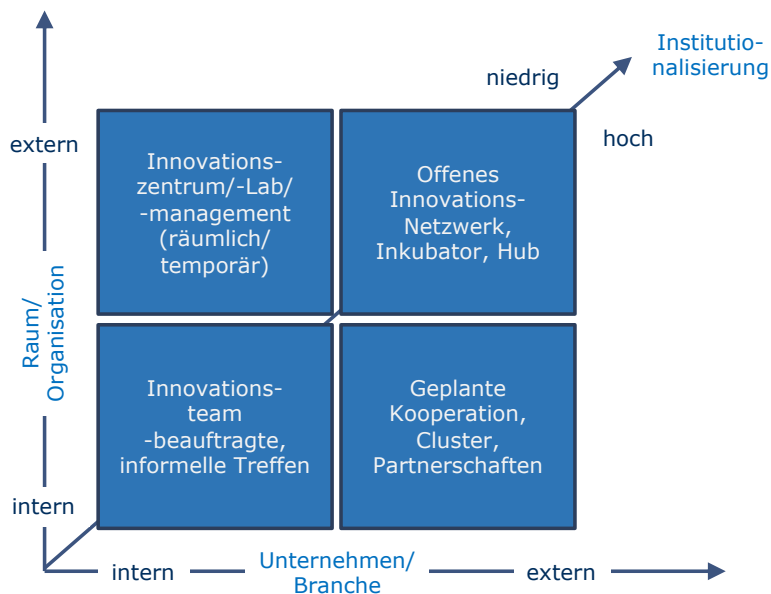 Institutio-
nalisierung
niedrig
hoch
extern
Innovations-
zentrum/-Lab/
-management
(räumlich/
temporär)
Offenes
Innovations-
Netzwerk,
Inkubator, Hub
Raum/
Organisation
Innovations-
team
-beauftragte,
informelle Treffen
Geplante
Kooperation,
Cluster,
Partnerschaften
intern
intern
Unternehmen/
Branche
extern